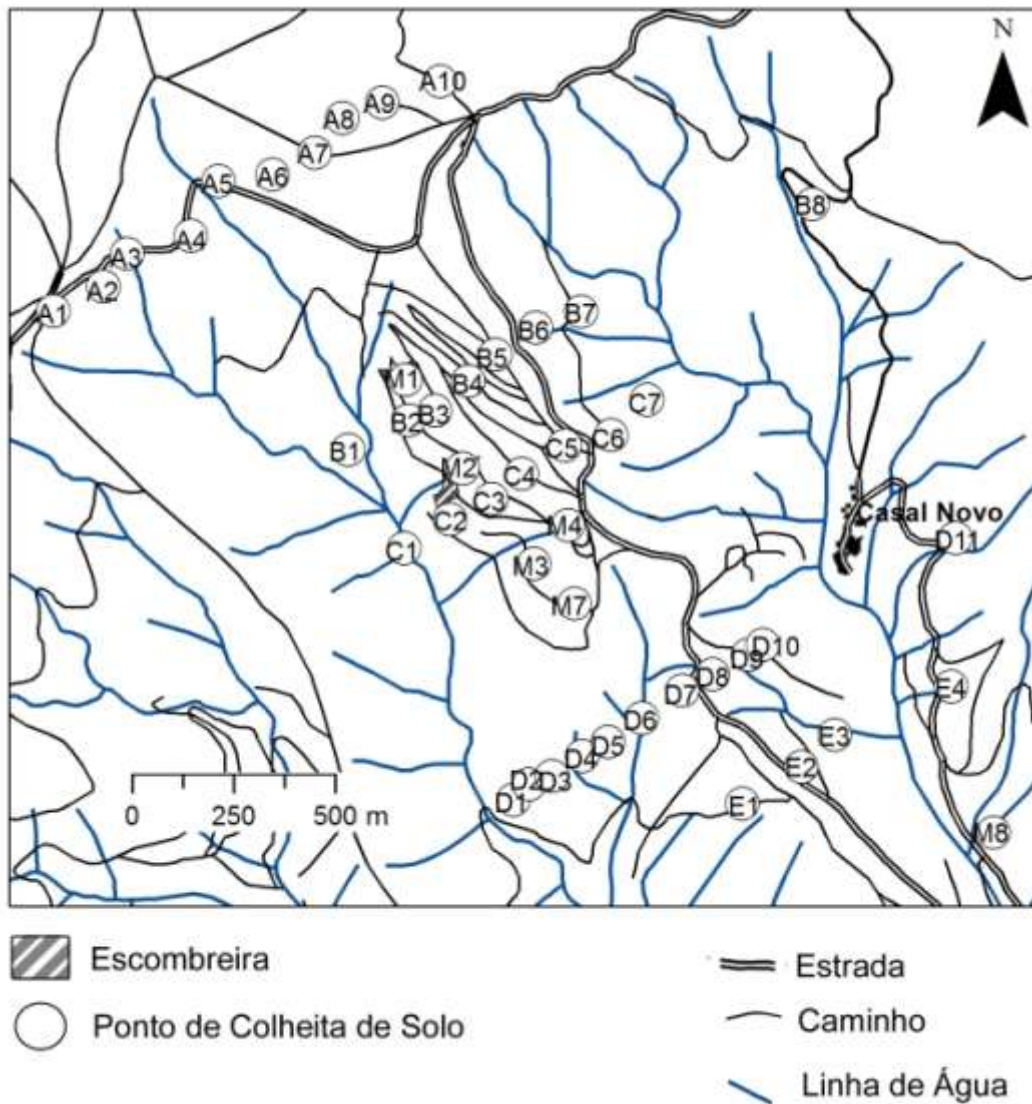 N
A10
A9
A8
A7
A6
A5
B8
A4
A3
A2
A1
B7
B6
B5
M1
B4
C7
B3
B2
C6
B1
C5
M2
C4
C3
Casal Novo
C2
M4
D11
C1
M3
M7
D10
D9
D8
E4
D7
D6
E3
D5
D4
E2
D2
D3
D1
E1
0 250 500 m
M8
Escombreira
Ponto de Colheita de Solo
Estrada
Caminho
Linha de Água